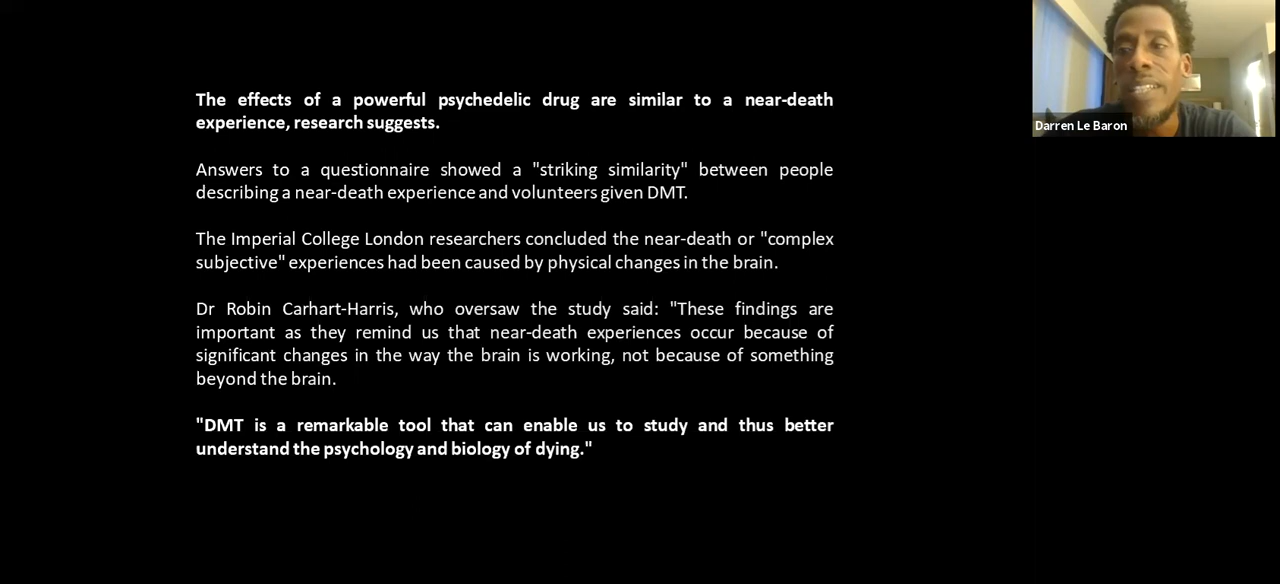 The effects of a powerful psychedelic drug are similar to a near-death
experience, research suggests.
Answers to a questionnaire showed a "striking similarity" between people
describing a near-death experience and volunteers given DMT.
The Imperial College London researchers concluded the near-death or "complex
subjective" experiences had been caused by physical changes in the brain.
Dr Robin Carhart-Harris, who oversaw the study said: "These findings are
important as they remind us that near-death experiences occur because of
significant changes in the way the brain is working, not because of something
beyond the brain.
"DMT is a remarkable tool that can enable us to study and thus better
understand the psychology and biology of dying."
Darren Le Baron